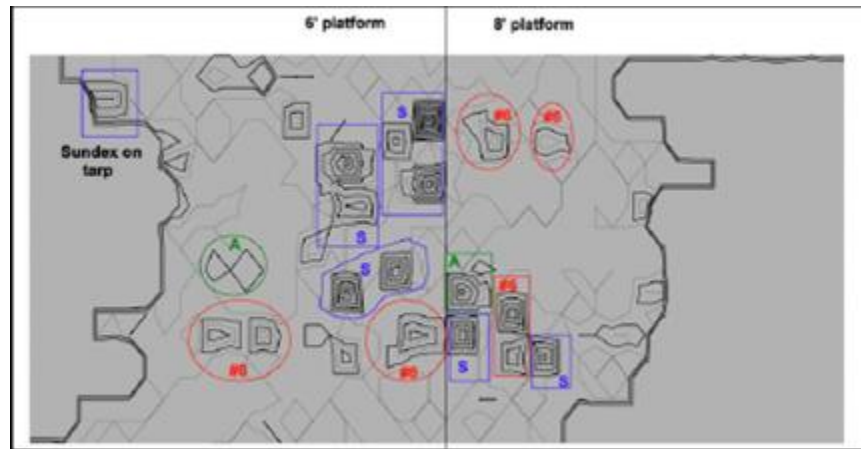 6' platform
8' platform
S
#6
#6
Sundex on
tarp
S
A
S
A
#6
#6
#6
S
S